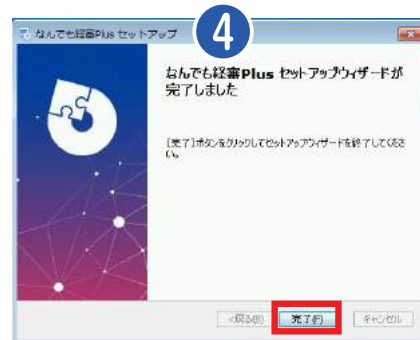 なんでも経審Plus セットアップ
4
なんでも経審Plus セットアップウィザードが
完了しました
[完了]ボタンをクリックしてセットアップウィザードを終了してくださ
い。
<戻る(B)
完了(F)
キャンセル